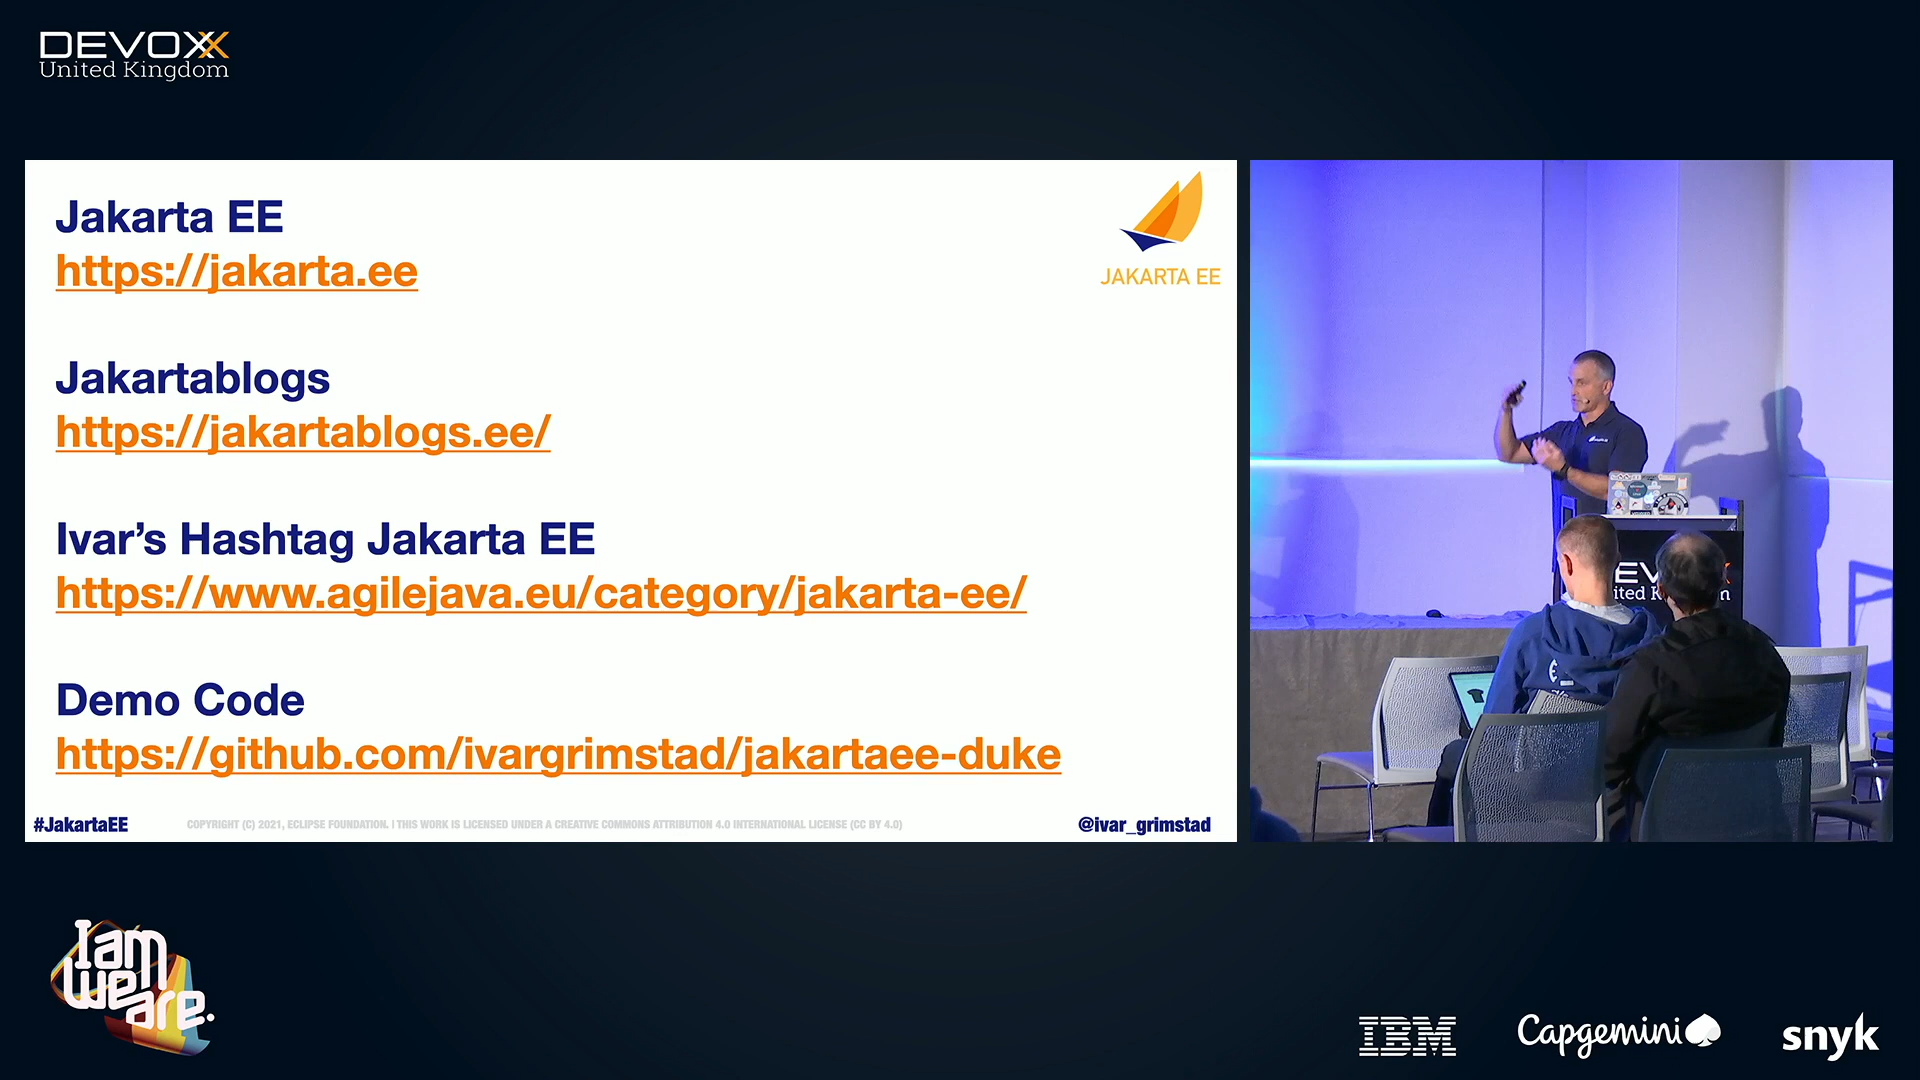 DEVOXX
United Kingdom
Jakarta EE
https://jakarta.ee
JAKARTA EE
Jakartablogs
https://jakartablogs.ee/
Ivar’s Hashtag Jakarta EE
https://www.agilejava.eu/category/jakarta-ee/
Demo Code
https://github.com/ivargrimstad/jakartaee-duke
#JakartaEE
COPYRIGHT (C) 2021, ECLIPSE FOUNDATION. | THIS WORK IS LICENSED UNDER A CREATIVE COMMONS ATTRIBUTION 4.0 INTERNATIONAL LICENSE (CC BY 4.0)
@ivar_grimstad
I am
we
are.
IBM
Capgemini
snyk